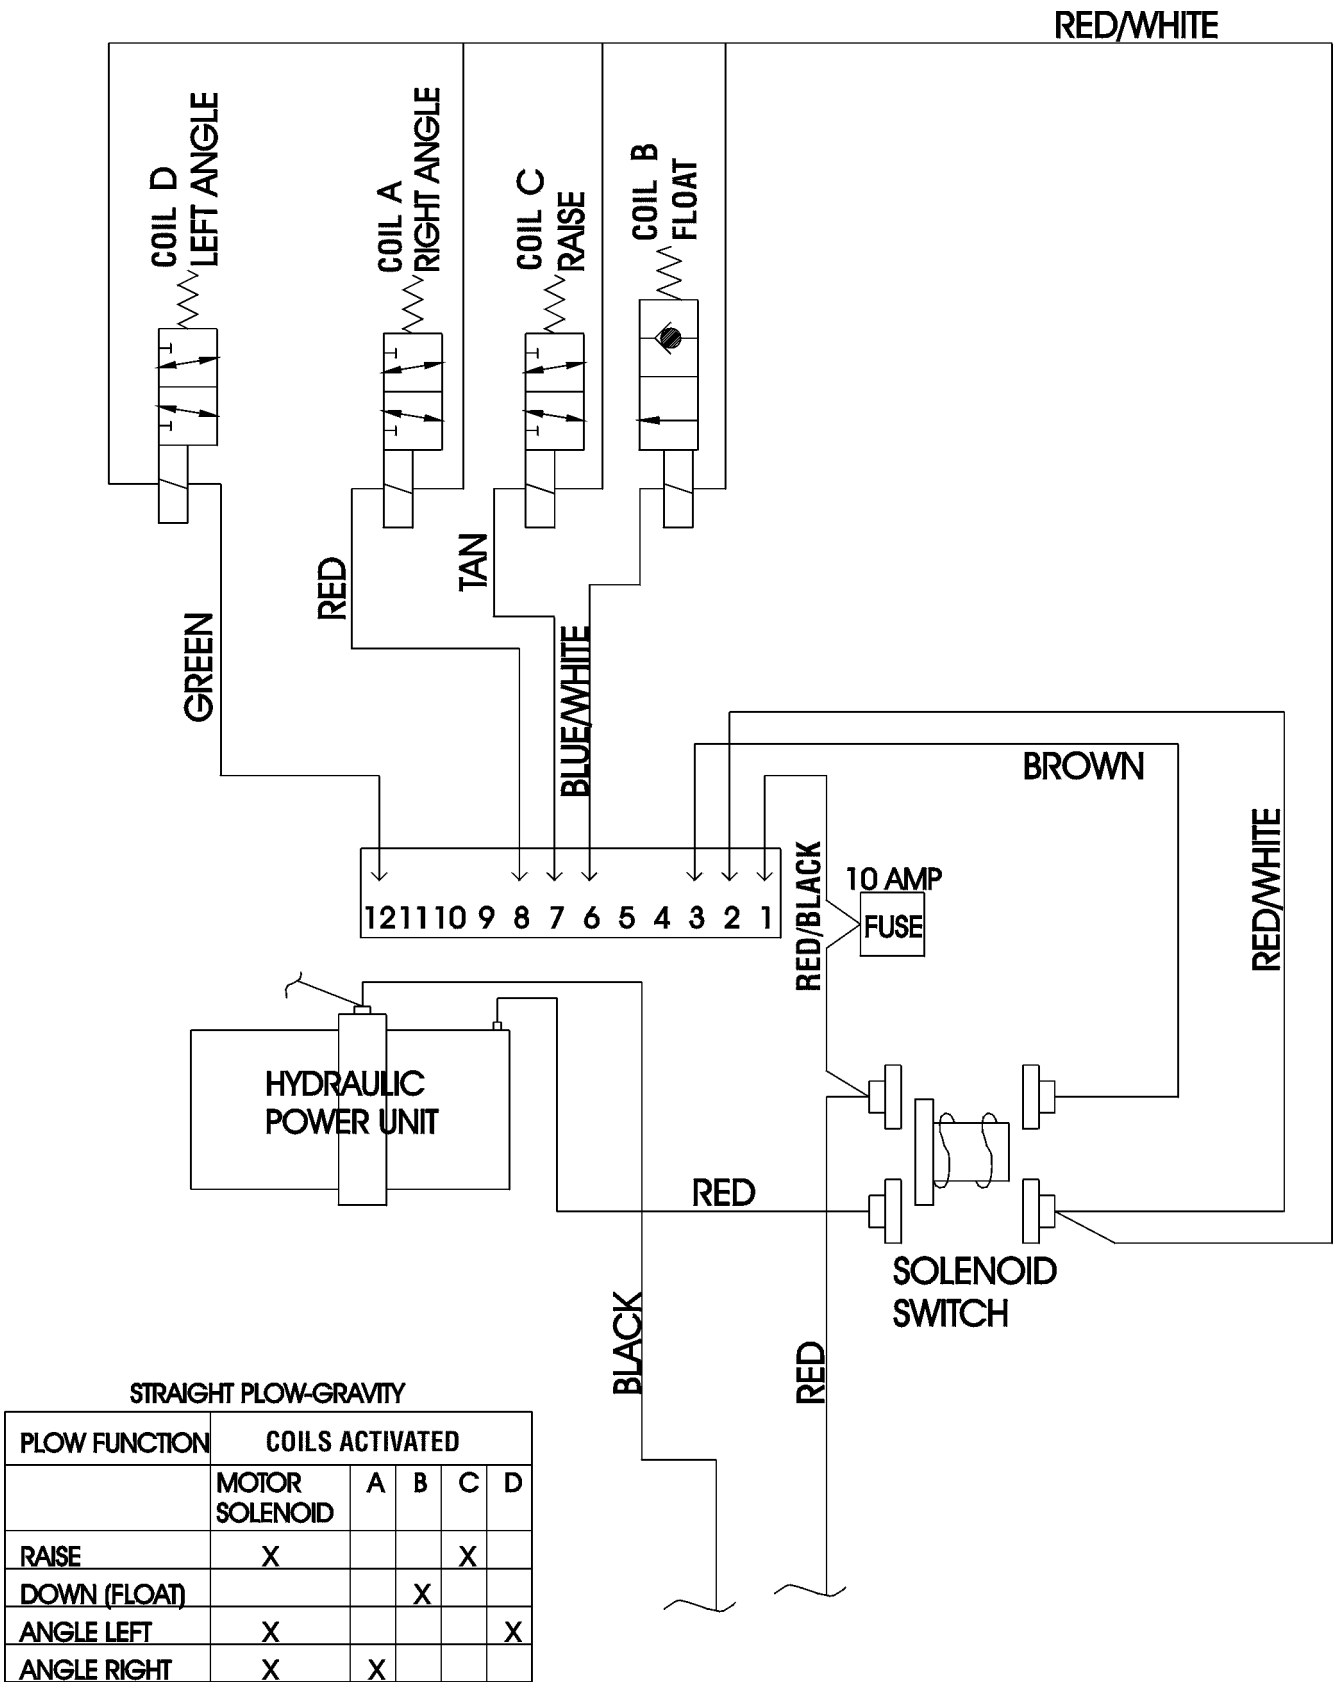 RED/WHITE
COIL D
LEFT ANGLE
COIL A
RIGHT ANGLE
COIL C
RAISE
COIL B
FLOAT
GREEN
RED
TAN
BLUE/WHITE
BROWN
RED/WHITE
RED/BLACK
10 AMP
FUSE
12 11 10 9 8 7 6 5 4 3 2 1
HYDRAULIC
POWER UNIT
RED
SOLENOID
SWITCH
BLACK
RED
STRAIGHT PLOW-GRAVITY
PLOW FUNCTION COILS ACTIVATED
MOTOR SOLENOID A B C D
RAISE X X
DOWN (FLOAT) X
ANGLE LEFT X X
ANGLE RIGHT X X